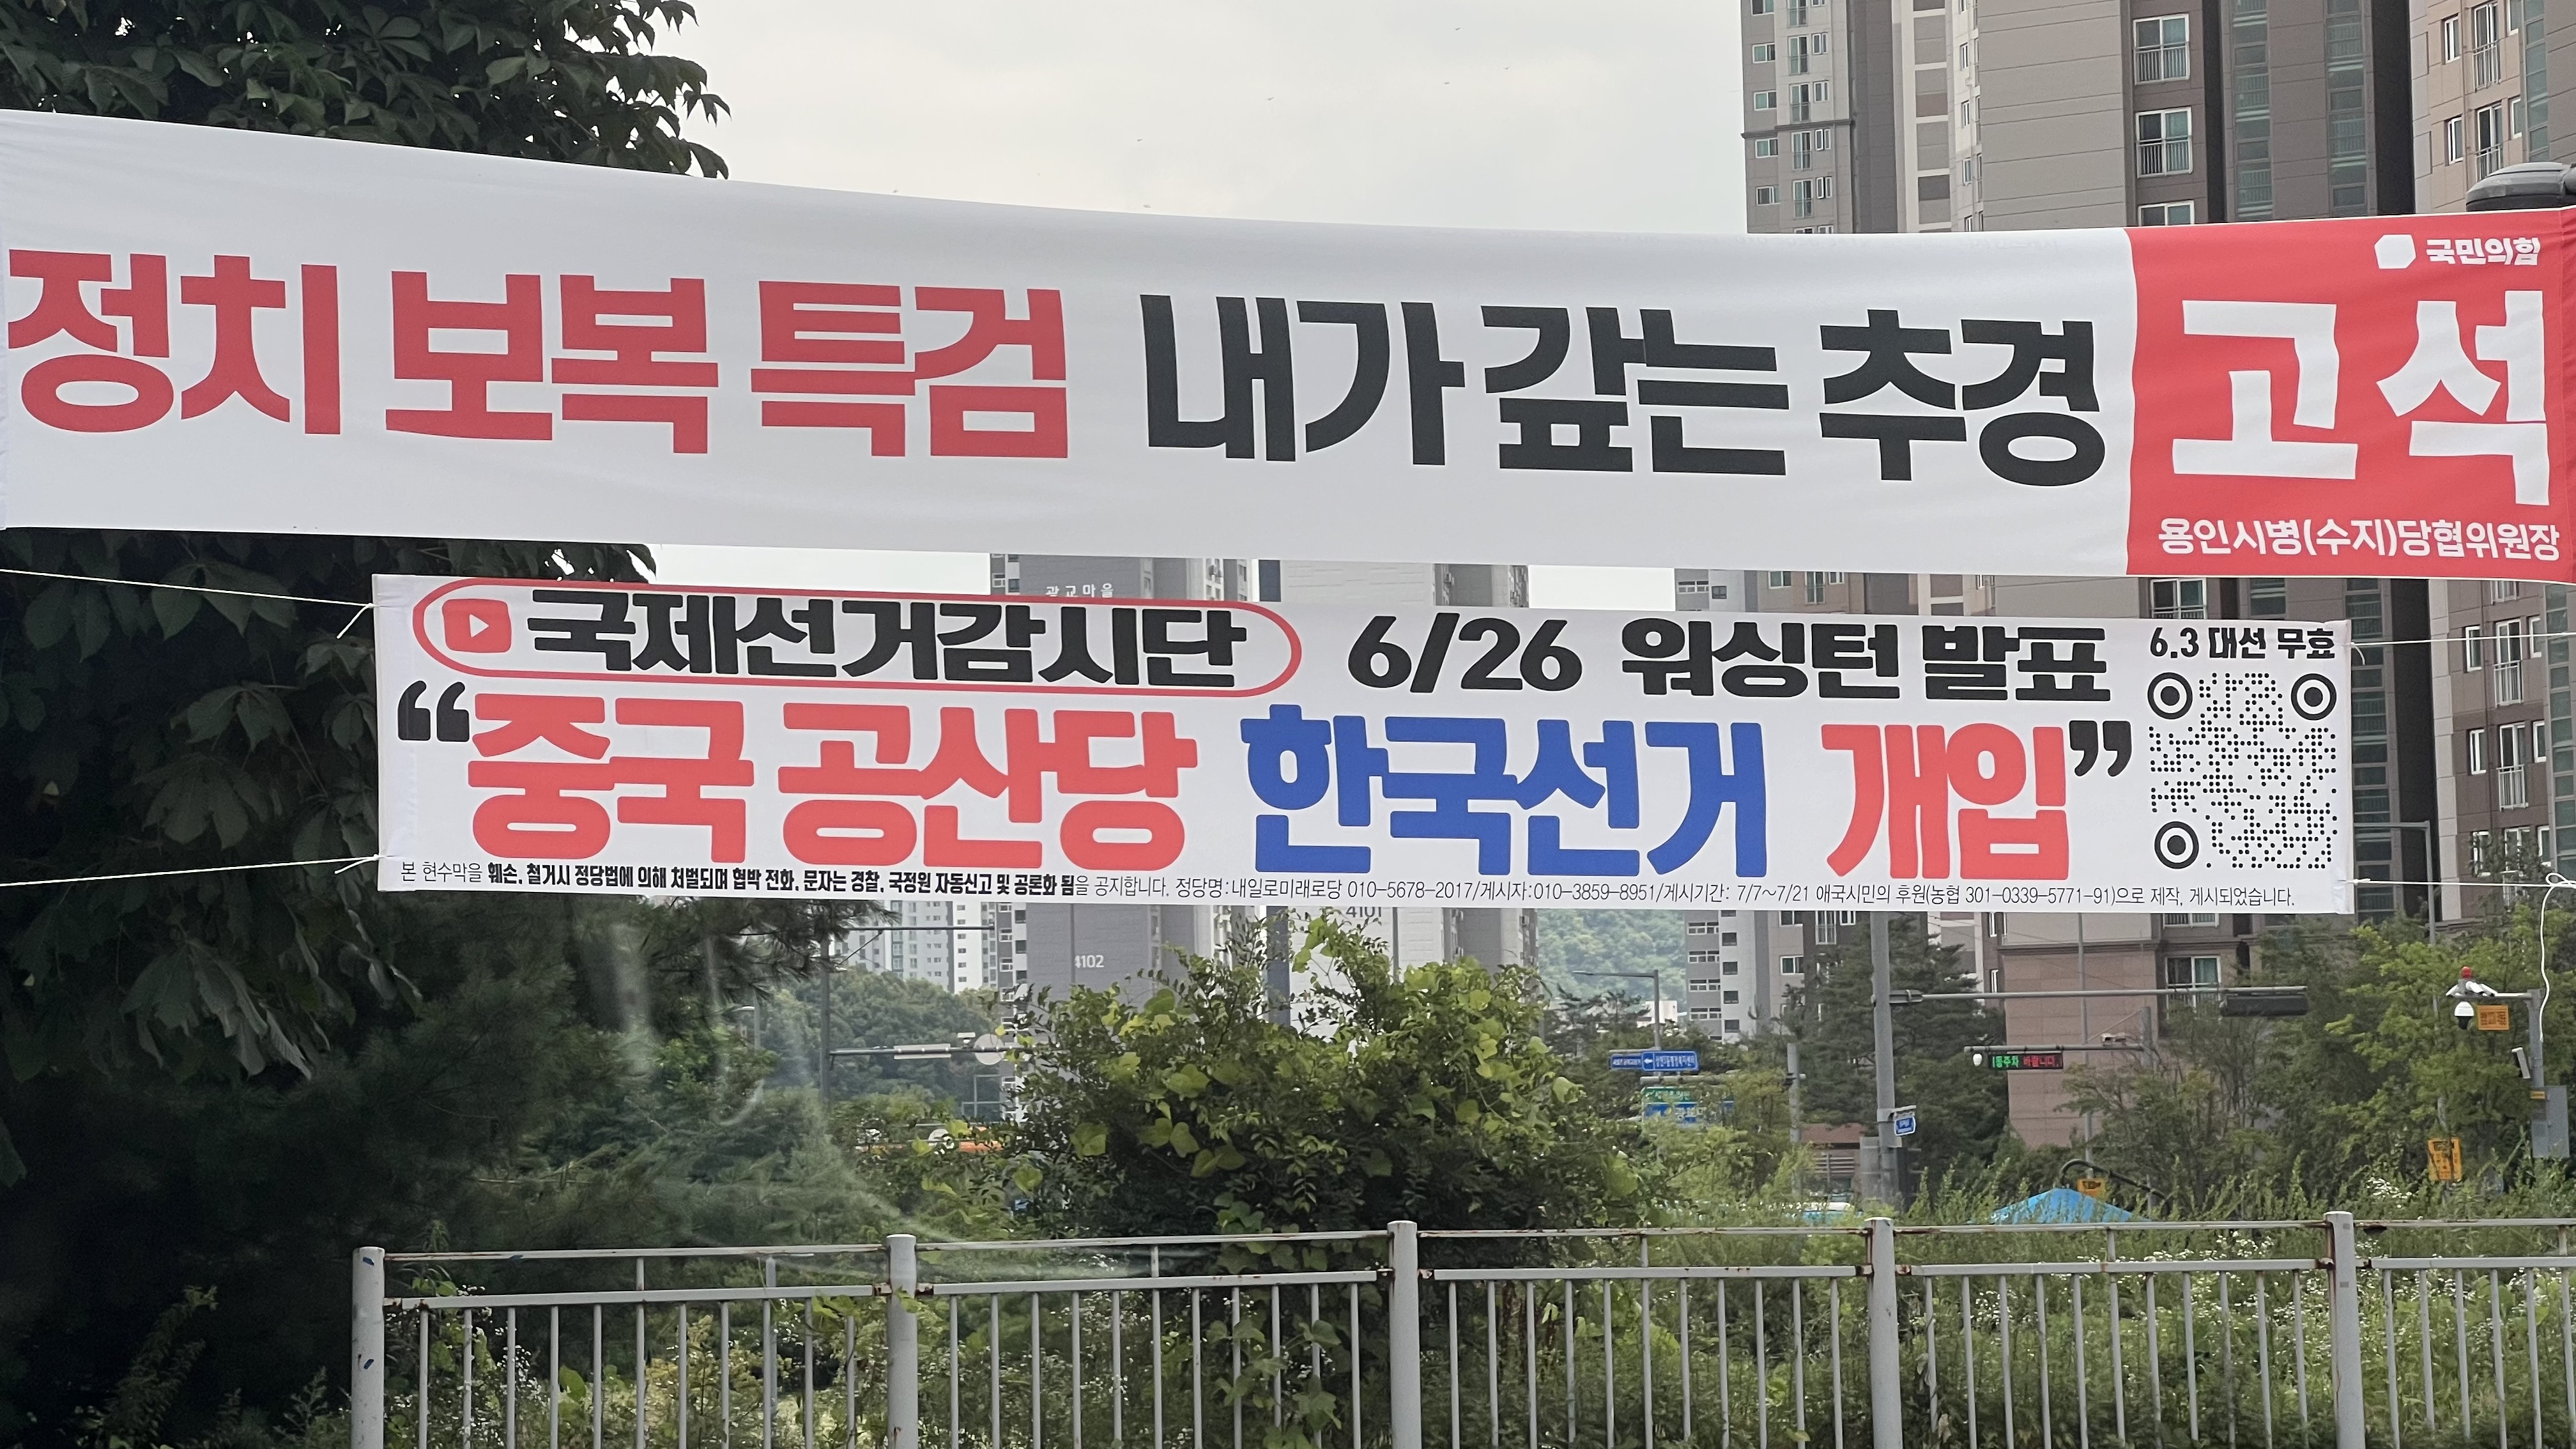 정치 보복 특검 내가 갚는 추경
국민의힘
고석
용인시병(수지)당협위원장
국제선거감시단 6/26 워싱턴 발표
6.3 대선 무효
“중국 공산당 한국선거 개입”
본 현수막을 훼손, 철거시 정당법에 의해 처벌되며 협박 전화, 문자는 경찰, 국정원 자동신고 및 공론화 됨을 공지합니다. 정당명:내일로미래로당 010-5678-2017/게시자:010-3859-8951/게시기간: 7/7~7/21 애국시민의 후원(농협 301-0339-5771-91)으로 제작, 게시되었습니다.
광교마을
4102
4101